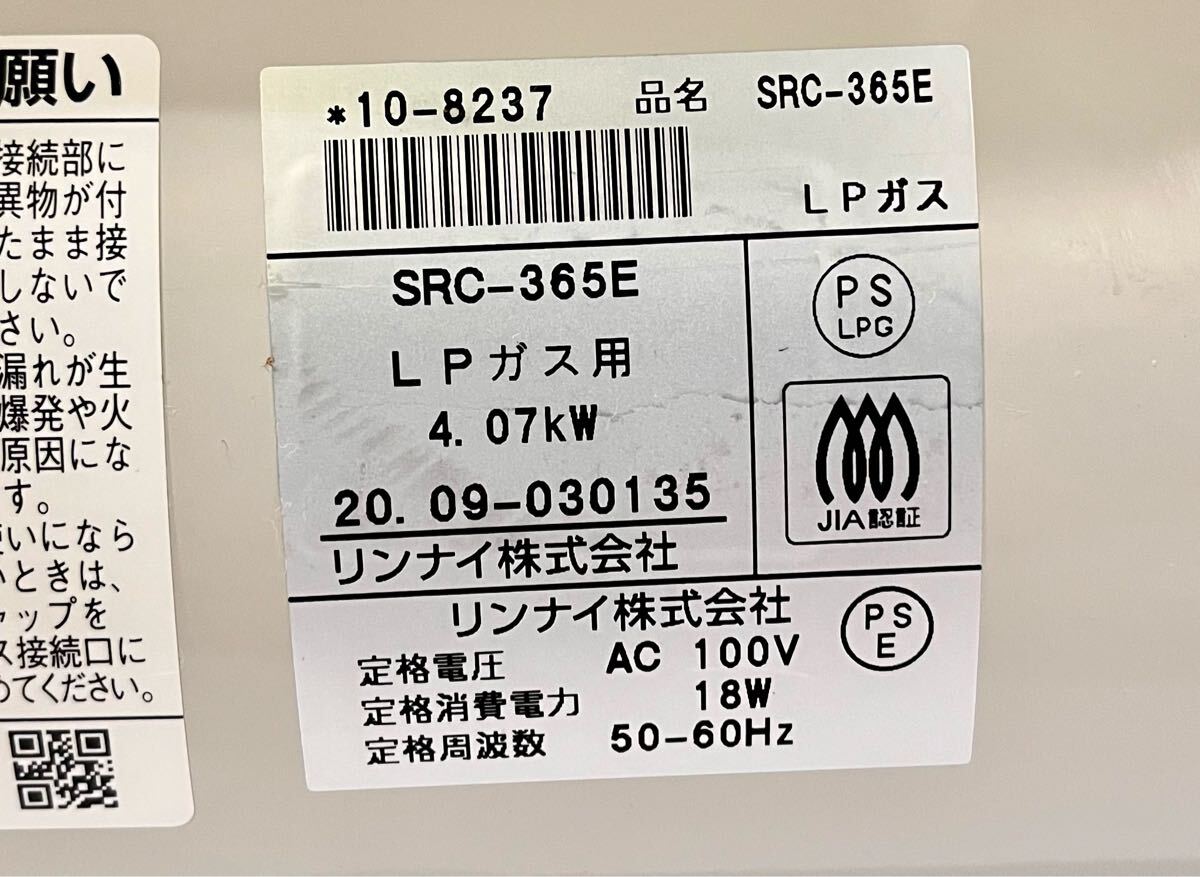 願い
接続部に
異物が付
たまま接
しないで
さい。
漏れが生
爆発や火
原因にな
す。
使いになら
いときは、
ャップを
ス接続口に
めてください。
*10-8237 品名 SRC-365E
LPガス
SRC-365E
LPガス用
4.07kW
20.09-030135
リンナイ株式会社
PS
LPG
JIA認証
リンナイ株式会社
PS
E
定格電圧 AC 100V
定格消費電力 18W
定格周波数 50-60Hz